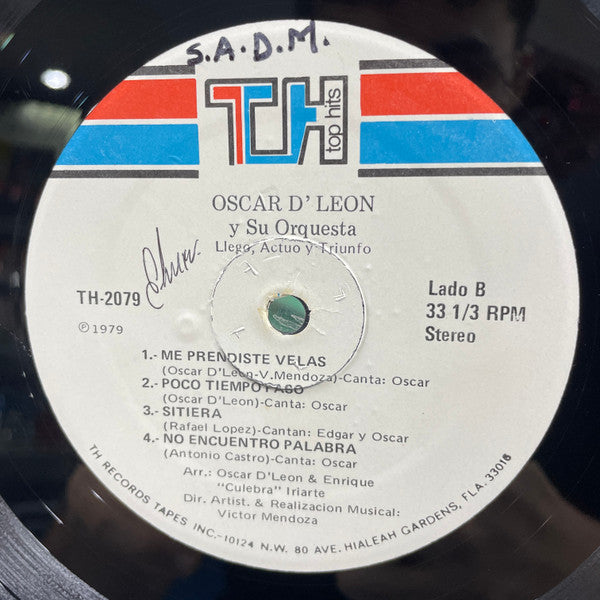 S.A.D.M.
TH
top hits
OSCAR D' LEON
y Su Orquesta
Llego, Actuo y Triunfo
TH-2079
Lado B
33 1/3 RPM
Stereo
℗ 1979
1.- ME PRENDISTE VELAS
(Oscar D'Leon-V.Mendoza)-Canta: Oscar
2.- POCO TIEMPO PASO
(Oscar D'Leon)-Canta: Oscar
3.- SITIERA
(Rafael Lopez)-Cantan: Edgar y Oscar
4.- NO ENCUENTRO PALABRA
(Antonio Castro)-Canta: Oscar
Arr.: Oscar D'Leon & Enrique
"Culebra" Iriarte
Dir. Artist. & Realizacion Musical:
Victor Mendoza
TH RECORDS TAPES INC.-10124 N.W. 80 AVE. HIALEAH GARDENS, FLA. 33016